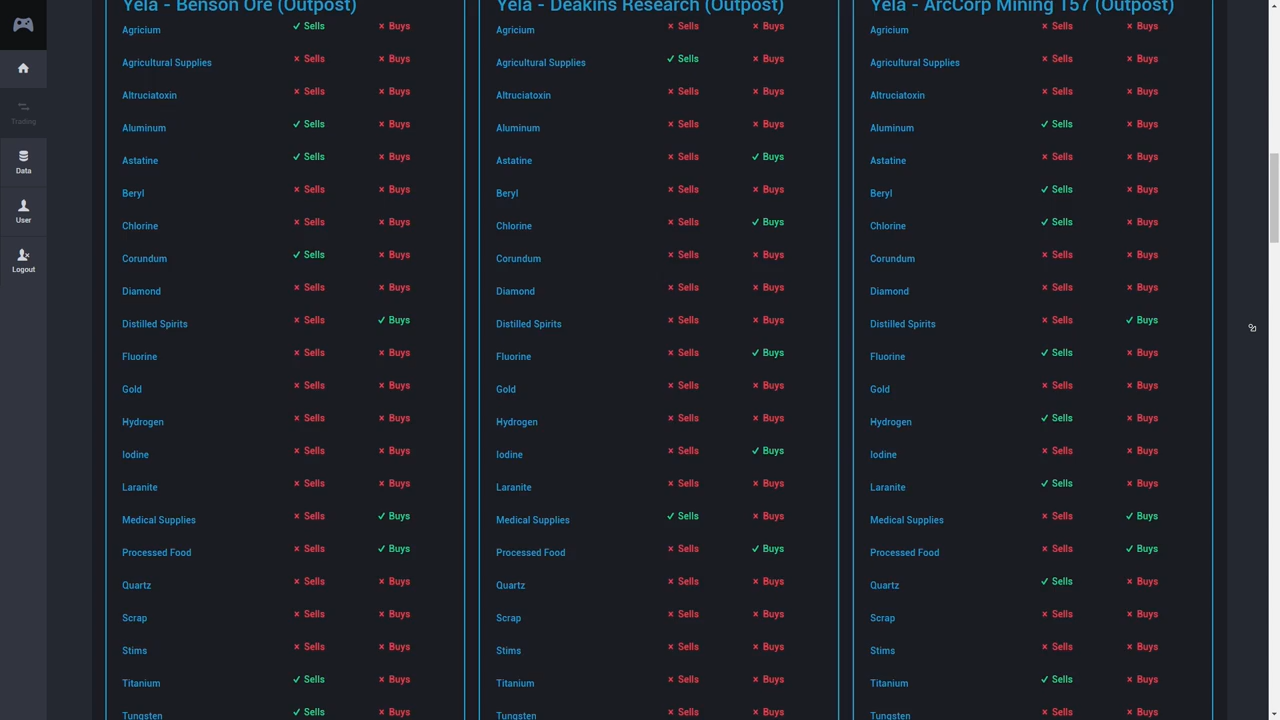 Yela - Benson Ore (Outpost)
Agricium Sells Buys
Agricultural Supplies Sells Buys
Altruciatoxin Sells Buys
Aluminum Sells Buys
Astatine Sells Buys
Beryl Sells Buys
Chlorine Sells Buys
Corundum Sells Buys
Diamond Sells Buys
Distilled Spirits Sells Buys
Fluorine Sells Buys
Gold Sells Buys
Hydrogen Sells Buys
Iodine Sells Buys
Laranite Sells Buys
Medical Supplies Sells Buys
Processed Food Sells Buys
Quartz Sells Buys
Scrap Sells Buys
Stims Sells Buys
Titanium Sells Buys
Tungsten Sells Buys
Yela - Deakins Research (Outpost)
Agricium Sells Buys
Agricultural Supplies Sells Buys
Altruciatoxin Sells Buys
Aluminum Sells Buys
Astatine Sells Buys
Beryl Sells Buys
Chlorine Sells Buys
Corundum Sells Buys
Diamond Sells Buys
Distilled Spirits Sells Buys
Fluorine Sells Buys
Gold Sells Buys
Hydrogen Sells Buys
Iodine Sells Buys
Laranite Sells Buys
Medical Supplies Sells Buys
Processed Food Sells Buys
Quartz Sells Buys
Scrap Sells Buys
Stims Sells Buys
Titanium Sells Buys
Tungsten Sells Buys
Yela - ArcCorp Mining 157 (Outpost)
Agricium Sells Buys
Agricultural Supplies Sells Buys
Altruciatoxin Sells Buys
Aluminum Sells Buys
Astatine Sells Buys
Beryl Sells Buys
Chlorine Sells Buys
Corundum Sells Buys
Diamond Sells Buys
Distilled Spirits Sells Buys
Fluorine Sells Buys
Gold Sells Buys
Hydrogen Sells Buys
Iodine Sells Buys
Laranite Sells Buys
Medical Supplies Sells Buys
Processed Food Sells Buys
Quartz Sells Buys
Scrap Sells Buys
Stims Sells Buys
Titanium Sells Buys
Tungsten Sells Buys
Trading
Data
User
Logout